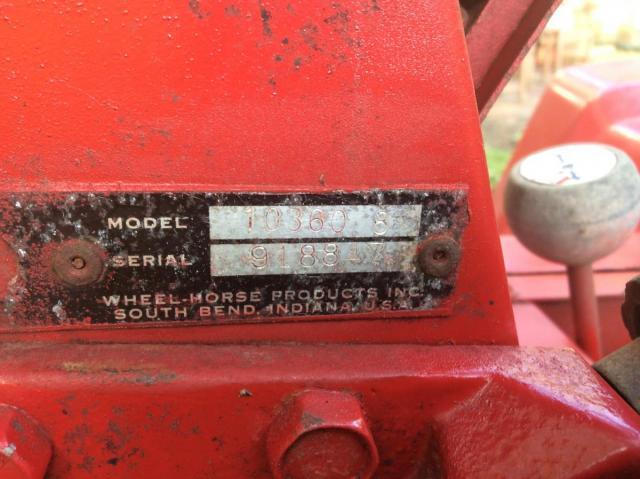 MODEL 10360 8
SERIAL 918847
WHEEL-HORSE PRODUCTS INC.
SOUTH BEND, INDIANA, U.S.A.